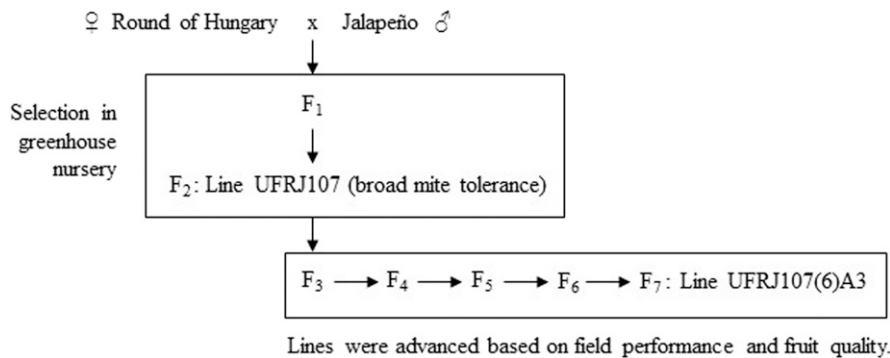 ♀ Round of Hungary x Jalapeño ♂
Selection in
greenhouse
nursery
F₁
F₂: Line UFRJ107 (broad mite tolerance)
F₃ → F₄ → F₅ → F₆ → F₇: Line UFRJ107(6)A3
Lines were advanced based on field performance and fruit quality.